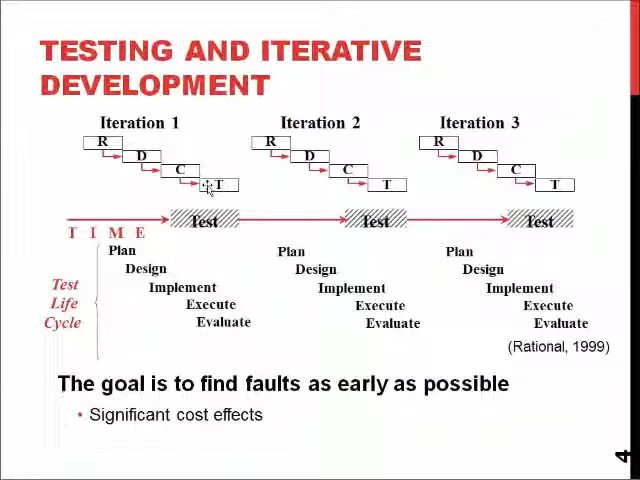 TESTING AND ITERATIVE
DEVELOPMENT
Iteration 1 Iteration 2 Iteration 3
R R R
D D D
C C C
T T T
Test Test Test
T I M E
Plan Plan Plan
Design Design Design
Test
Implement Implement Implement
Life
Execute Execute Execute
Cycle
Evaluate Evaluate Evaluate
(Rational, 1999)
The goal is to find faults as early as possible
• Significant cost effects
4